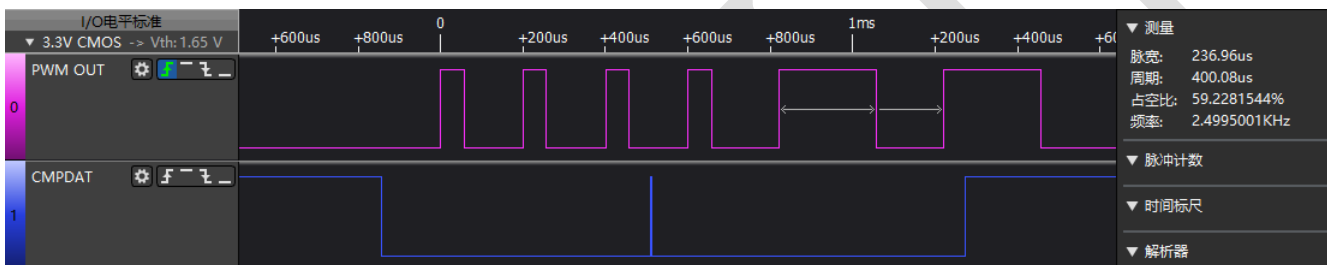 I/O电平标准
▼ 3.3V CMOS -> Vth: 1.65 V
+600us +800us 0 +200us +400us +600us +800us 1ms +200us +400us +60
PWM OUT
0
CMPDAT
1
▼ 测量
脉宽: 236.96us
周期: 400.08us
占空比: 59.2281544%
频率: 2.4995001KHz
▼ 脉冲计数
▼ 时间标尺
▼ 解析器